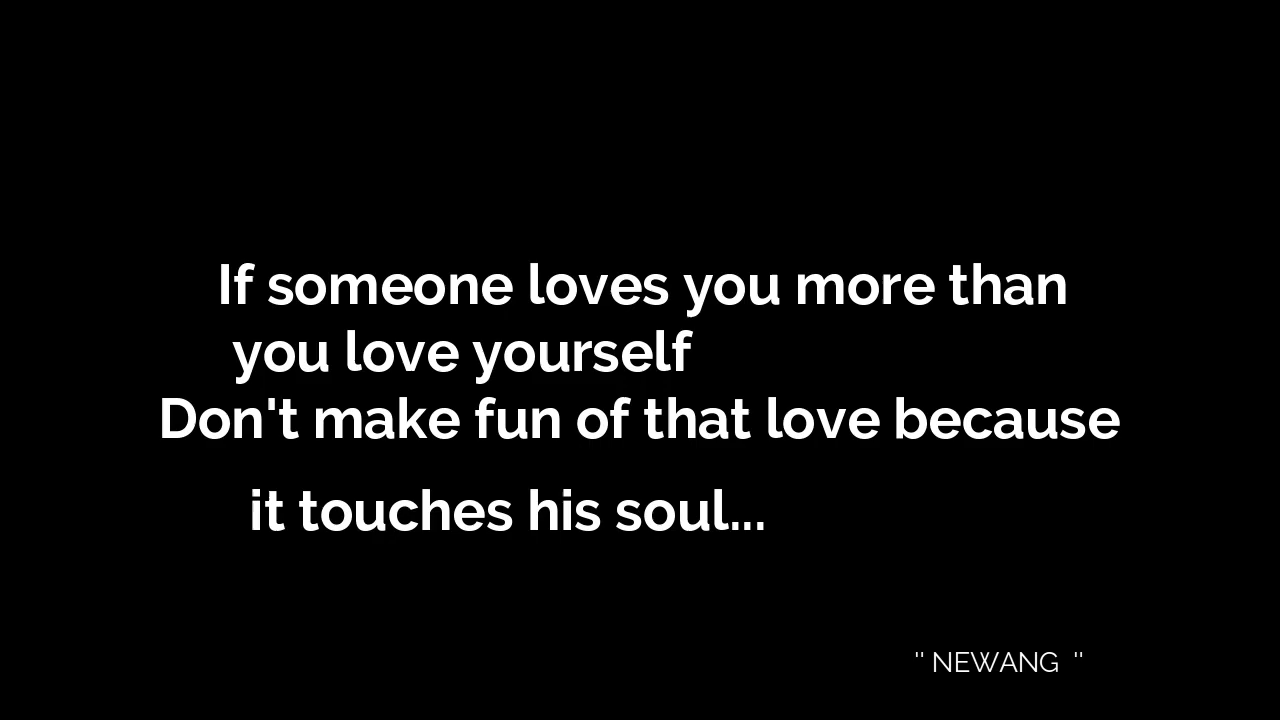 If someone loves you more than
you love yourself
Don't make fun of that love because
it touches his soul...
" NEWANG "